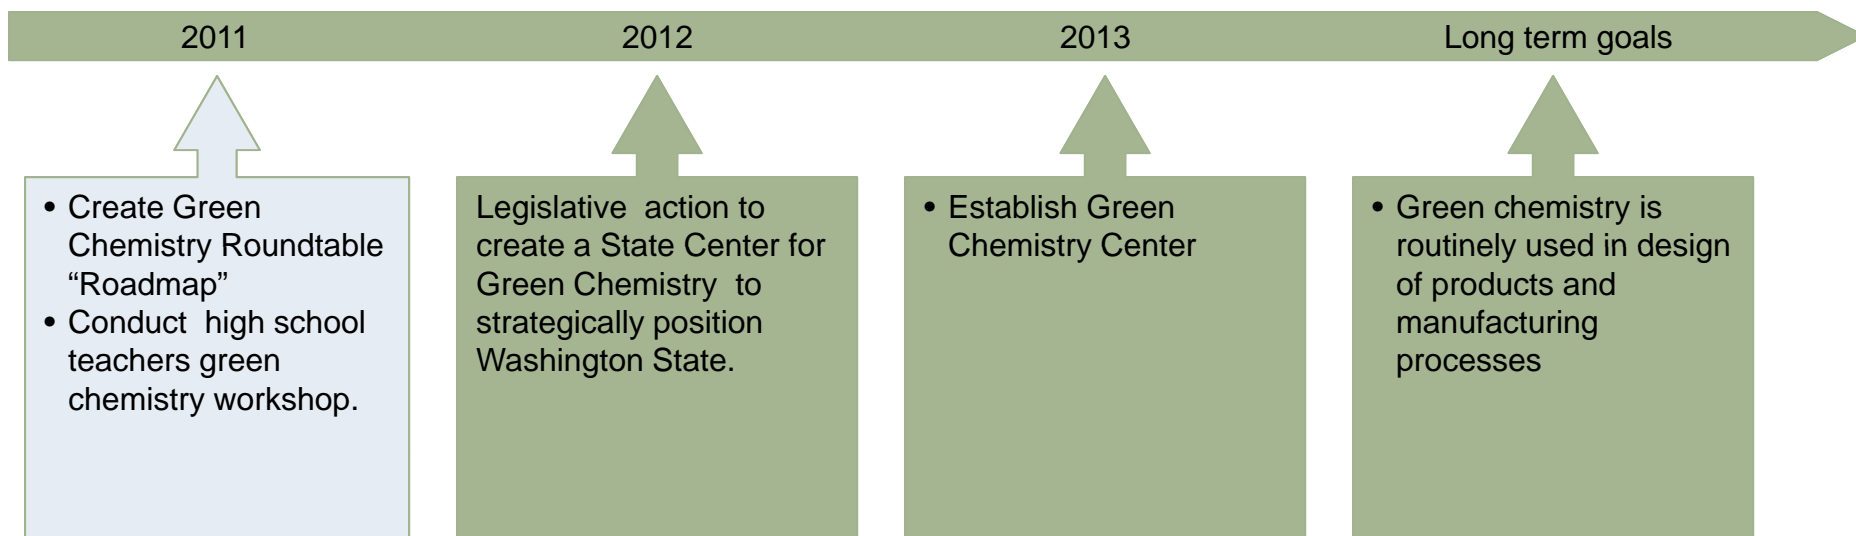 2011
2012
2013
Long term goals
• Create Green
Chemistry Roundtable
“Roadmap”
• Conduct  high school
teachers green
chemistry workshop.
Legislative  action to
create a State Center for
Green Chemistry  to
strategically position
Washington State.
• Establish Green
Chemistry Center
• Green chemistry is
routinely used in design
of products and
manufacturing
processes